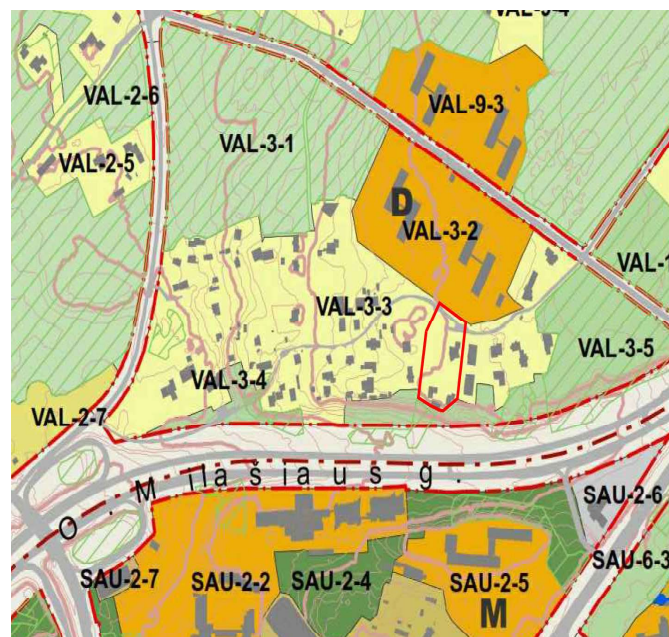 VAL-2-6
VAL-9-3
VAL-3-1
VAL-2-5
D
VAL-3-2
VAL-3-3
VAL-3-5
VAL-3-4
VAL-2-7
O. Milašiaus g.
SAU-2-6
SAU-6-3
SAU-2-7
SAU-2-2
SAU-2-4
SAU-2-5
M